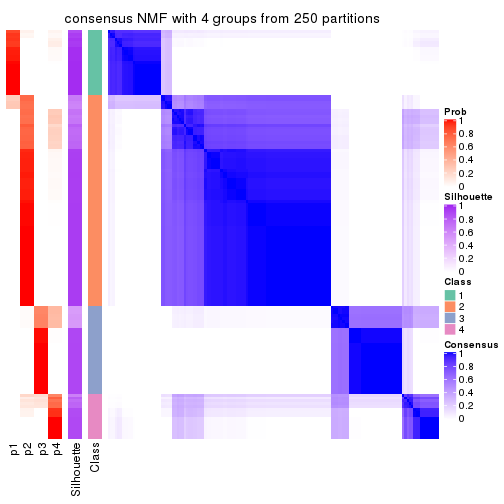 consensus NMF with 4 groups from 250 partitions
Prob
1
0.8
0.6
0.4
0.2
0
Silhouette
1
0.8
0.6
0.4
0.2
0
Class
1
2
3
4
Consensus
1
0.8
0.6
0.4
0.2
0
p1
p2
p3
p4
Silhouette
Class